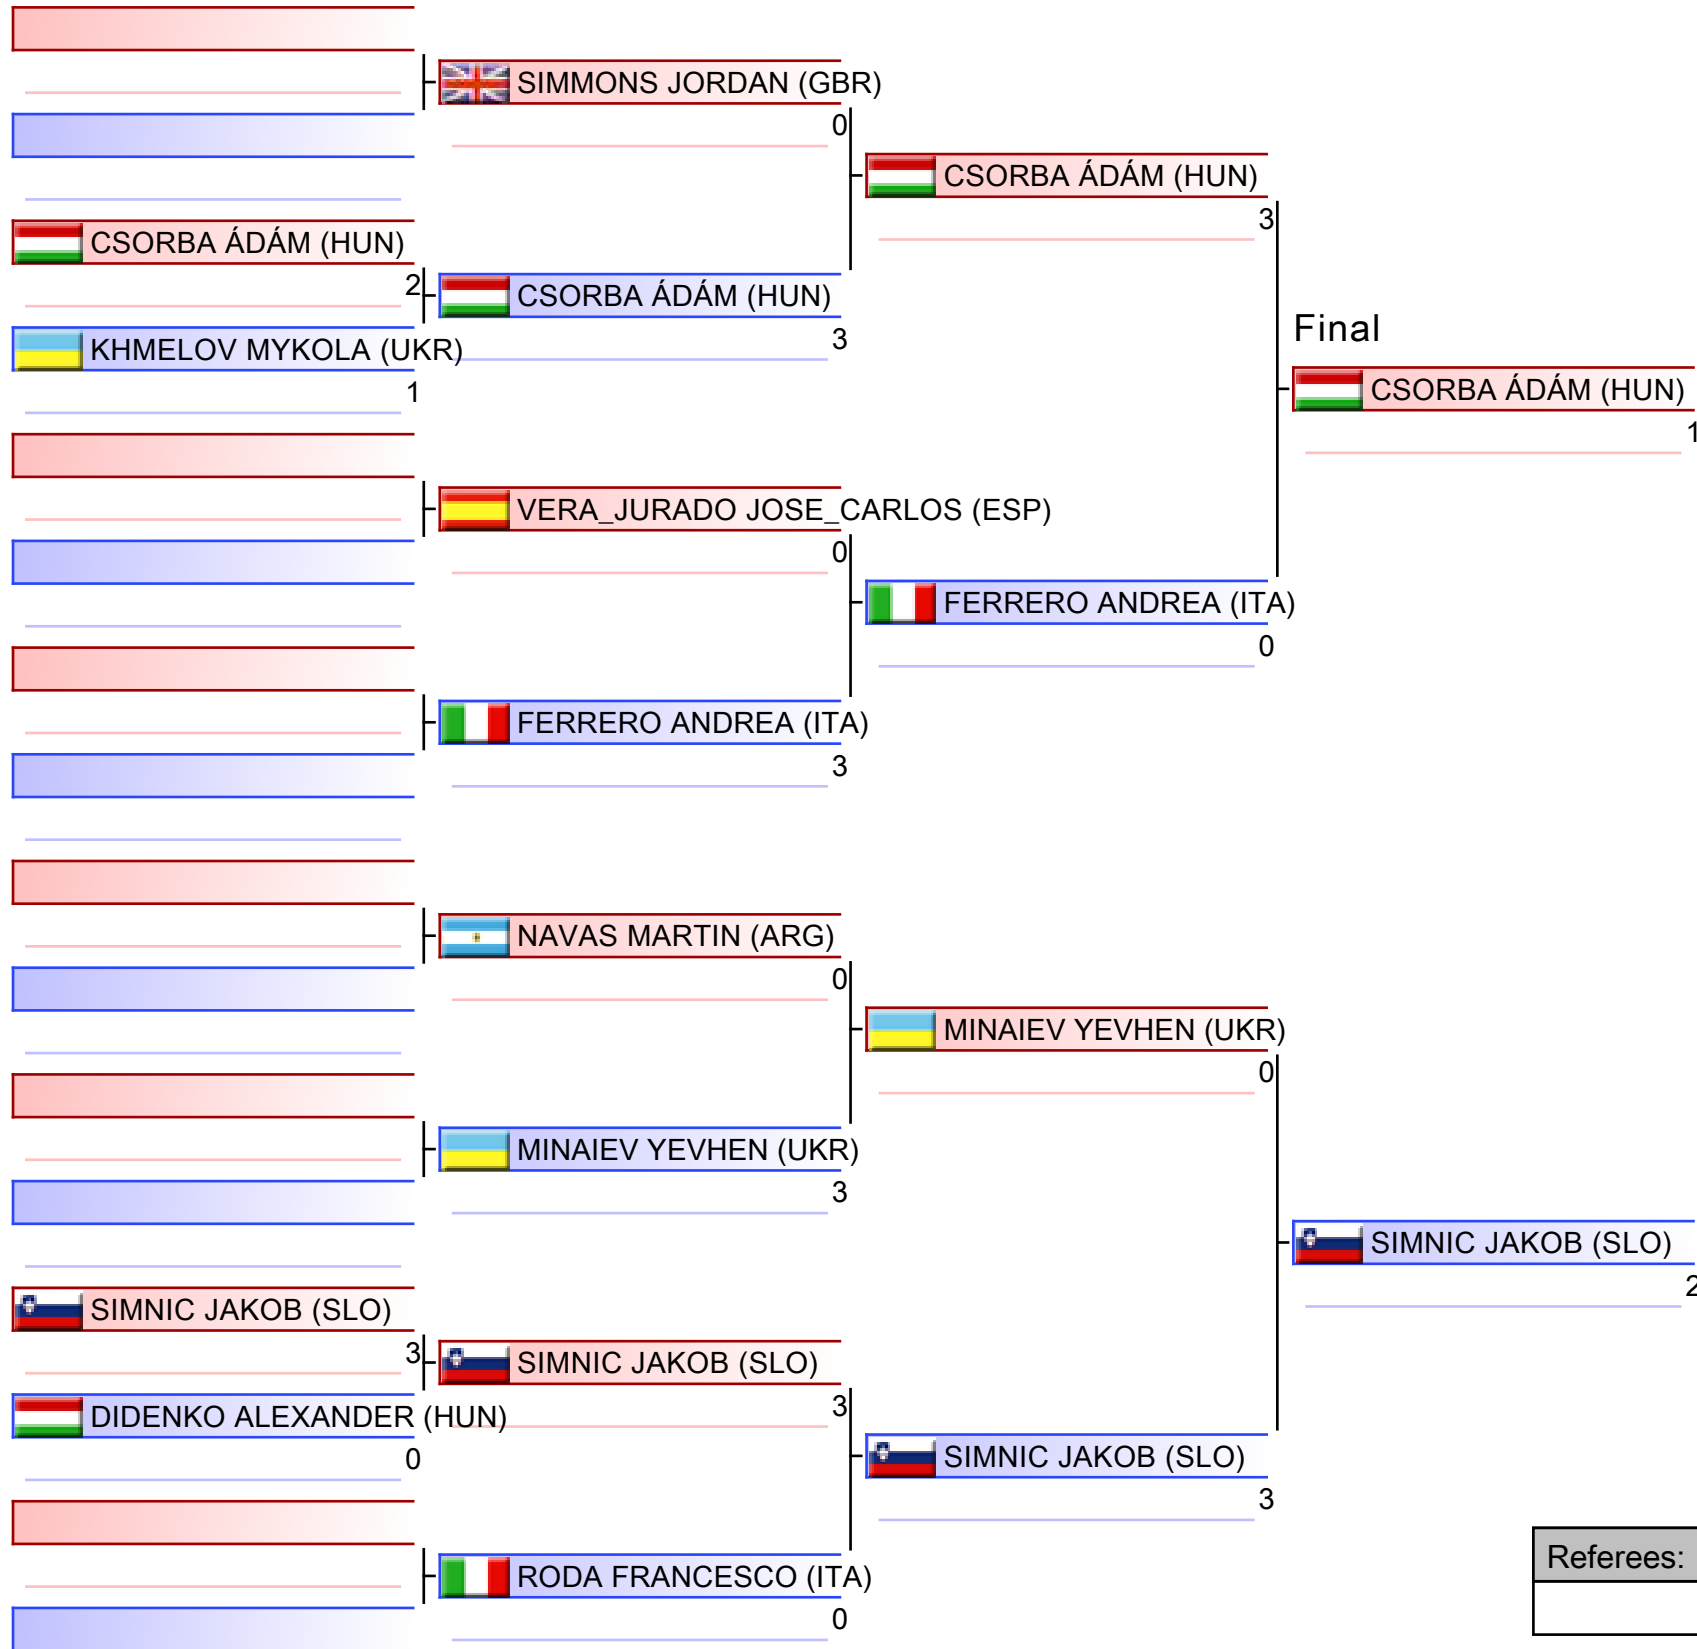 SIMMONS JORDAN (GBR)
0
CSORBA ÁDÁM (HUN)
3
CSORBA ÁDÁM (HUN)
2
CSORBA ÁDÁM (HUN)
3
KHMELOV MYKOLA (UKR)
1
Final
CSORBA ÁDÁM (HUN)
1
VERA_JURADO JOSE_CARLOS (ESP)
0
FERRERO ANDREA (ITA)
0
FERRERO ANDREA (ITA)
3
NAVAS MARTIN (ARG)
0
MINAIEV YEVHEN (UKR)
0
MINAIEV YEVHEN (UKR)
3
SIMNIC JAKOB (SLO)
2
SIMNIC JAKOB (SLO)
3
SIMNIC JAKOB (SLO)
3
DIDENKO ALEXANDER (HUN)
0
SIMNIC JAKOB (SLO)
3
RODA FRANCESCO (ITA)
0
Referees: